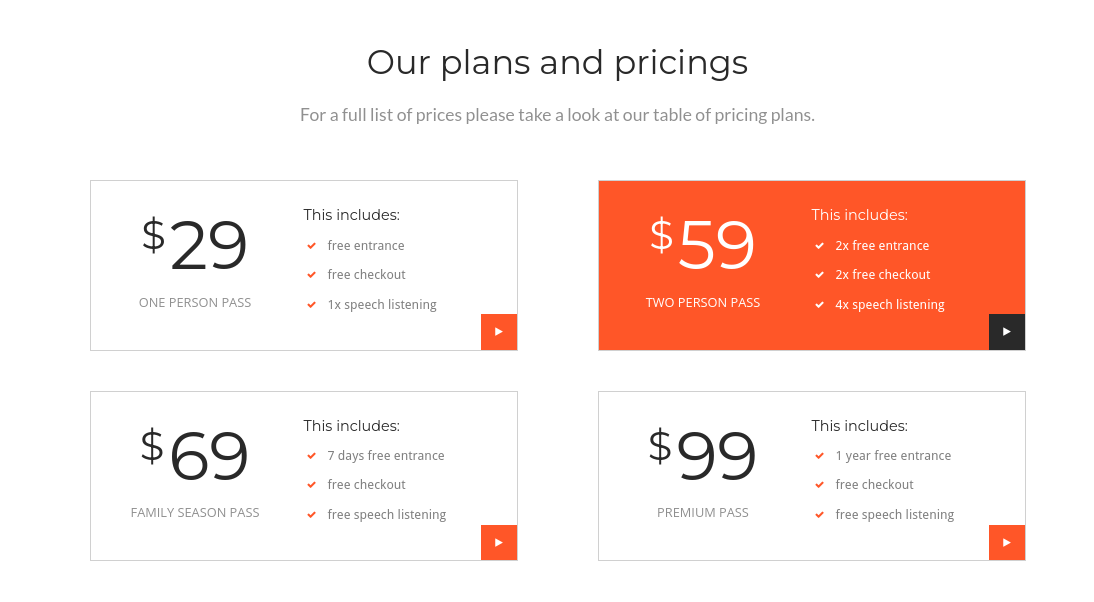 Our plans and pricings
For a full list of prices please take a look at our table of pricing plans.
$29
ONE PERSON PASS
This includes:
free entrance
free checkout
1x speech listening
$59
TWO PERSON PASS
This includes:
2x free entrance
2x free checkout
4x speech listening
$69
FAMILY SEASON PASS
This includes:
7 days free entrance
free checkout
free speech listening
$99
PREMIUM PASS
This includes:
1 year free entrance
free checkout
free speech listening